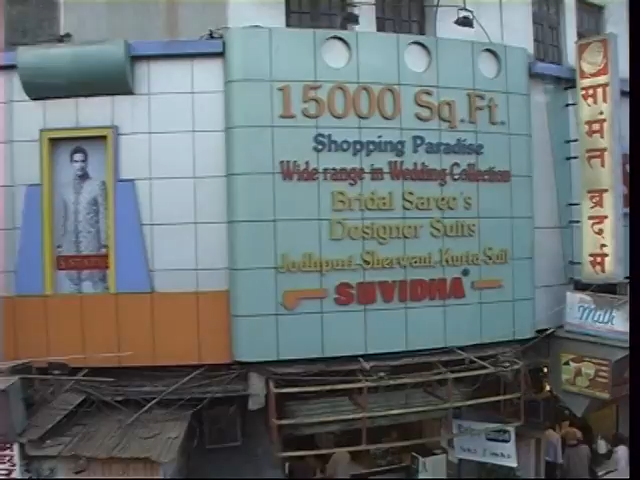 15000 Sq.Ft.
Shopping Paradise
Wide range in Wedding Collection
Bridal Saree's
Designer Suits
Jodhpuri, Sherwani, Kurta, Suit
SUVIDHA
सामंत ब्रदर्स
Milk